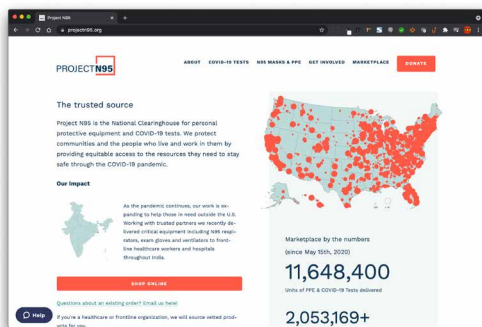 Project N95
projectn95.org
PROJECTN95
ABOUT COVID-19 TESTS N95 MASKS & PPE GET INVOLVED MARKETPLACE DONATE
The trusted source
Project N95 is the National Clearinghouse for personal
protective equipment and COVID-19 tests. We protect
communities and the people who live and work in them by
providing equitable access to the resources they need to stay
safe through the COVID-19 pandemic.
Our Impact
As the pandemic continues, our work is ex-
panding to help those in need outside the U.S.
Working with trusted partners we recently de-
livered critical equipment including N95 respi-
rators, exam gloves and ventilators to front-
line healthcare workers and hospitals
throughout India.
SHOP ONLINE
Questions about an existing order? Email us here!
If you're a healthcare or frontline organization, we will source vetted prod-
ucts for you.
Help
Marketplace by the numbers
(since May 15th, 2020)
11,648,400
Units of PPE & COVID-19 Tests delivered
2,053,169+